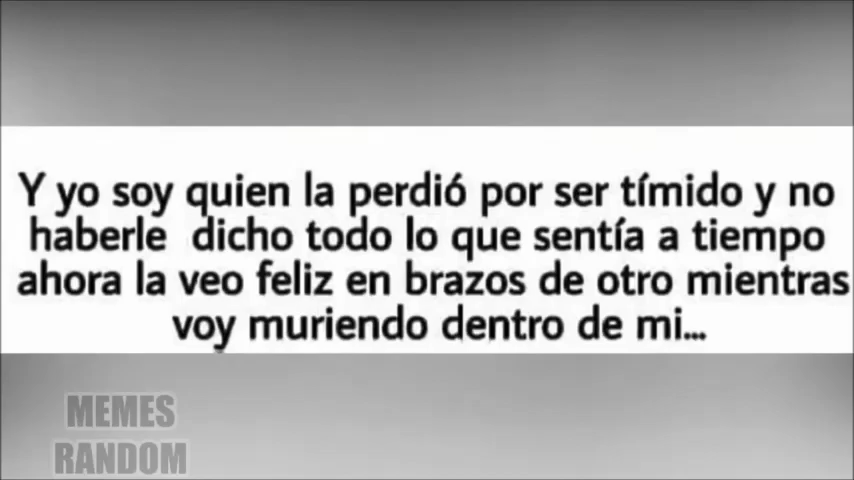 Y yo soy quien la perdió por ser tímido y no
haberle dicho todo lo que sentía a tiempo
ahora la veo feliz en brazos de otro mientras
voy muriendo dentro de mi...
MEMES
RANDOM